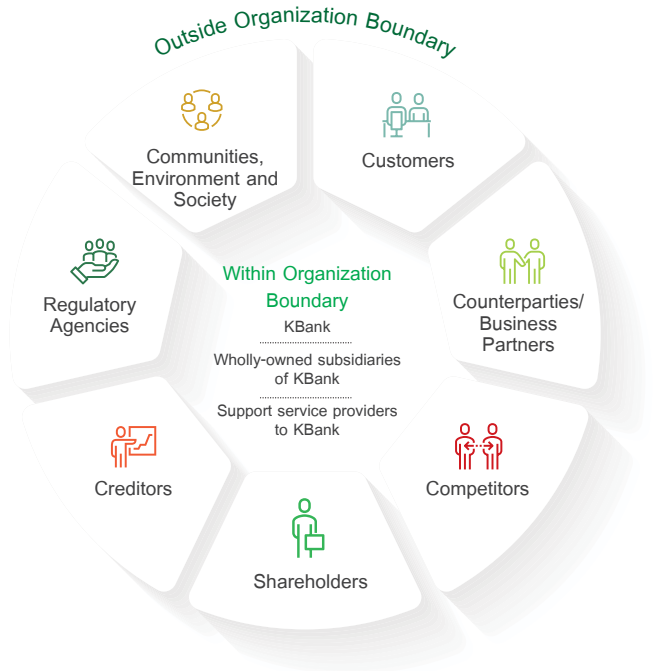 Outside Organization Boundary
Communities,
Environment and
Society
Customers
Regulatory
Agencies
Within Organization
Boundary
KBank
Wholly-owned subsidiaries
of KBank
Support service providers
to KBank
Counterparties/
Business
Partners
Creditors
Competitors
Shareholders